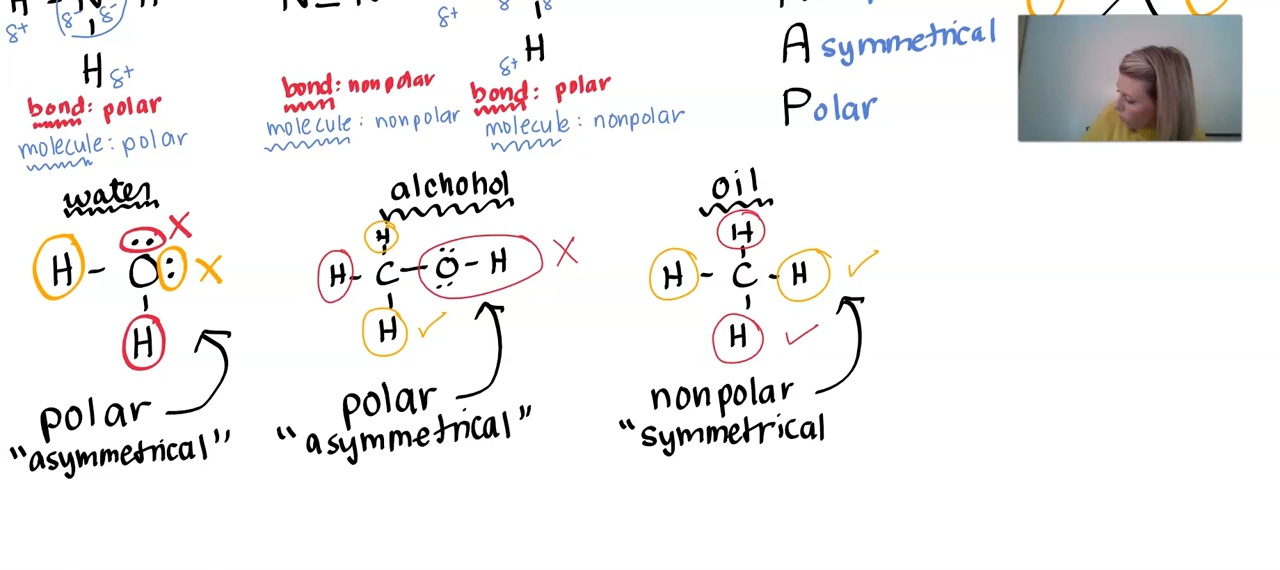 H
δ+ δ- δ-
H δ+
bond: polar
molecule: polar
bond: nonpolar
molecule: nonpolar
δ+
δ+ H
bond: polar
molecule: nonpolar
Asymmetrical
Polar
water
H - O : X
X
H
polar
"asymmetrical"
alchohol
H
H - C - O - H X
H ✓
polar
"asymmetrical"
oil
H
H - C - H ✓
H ✓
nonpolar
"symmetrical